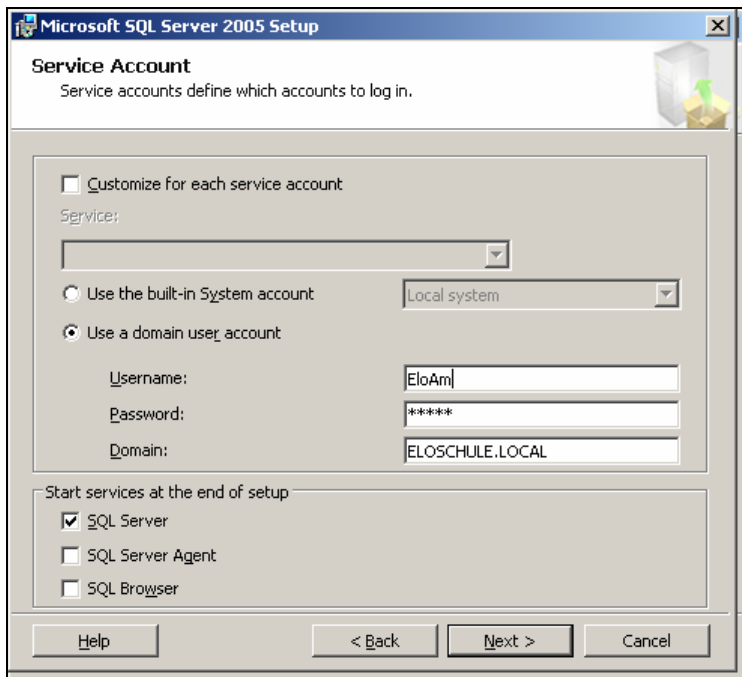 Microsoft SQL Server 2005 Setup
Service Account
Service accounts define which accounts to log in.
Customize for each service account
Service:
Use the built-in System account Local system
Use a domain user account
Username: EloAm
Password: *****
Domain: ELOSCHULE.LOCAL
Start services at the end of setup
SQL Server
SQL Server Agent
SQL Browser
Help < Back Next > Cancel